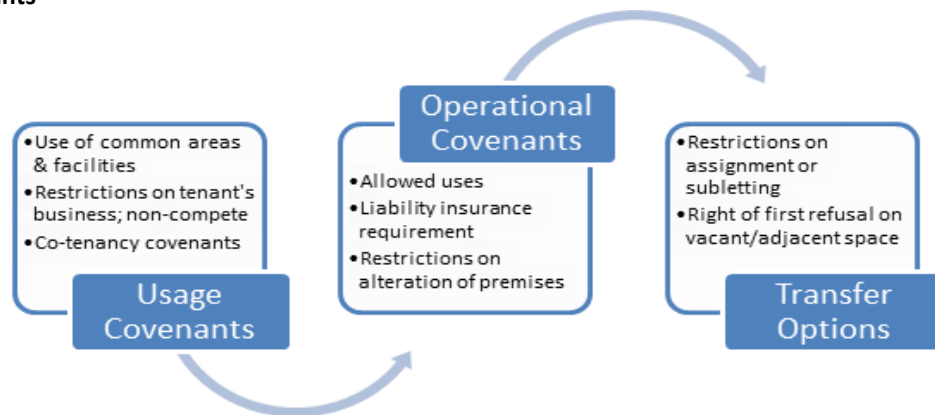 • Use of common areas
& facilities
• Restrictions on tenant's
business; non-compete
• Co-tenancy covenants
Usage
Covenants
Operational
Covenants
• Allowed uses
• Liability insurance
requirement
• Restrictions on
alteration of premises
• Restrictions on
assignment or
subletting
• Right of first refusal on
vacant/adjacent space
Transfer
Options